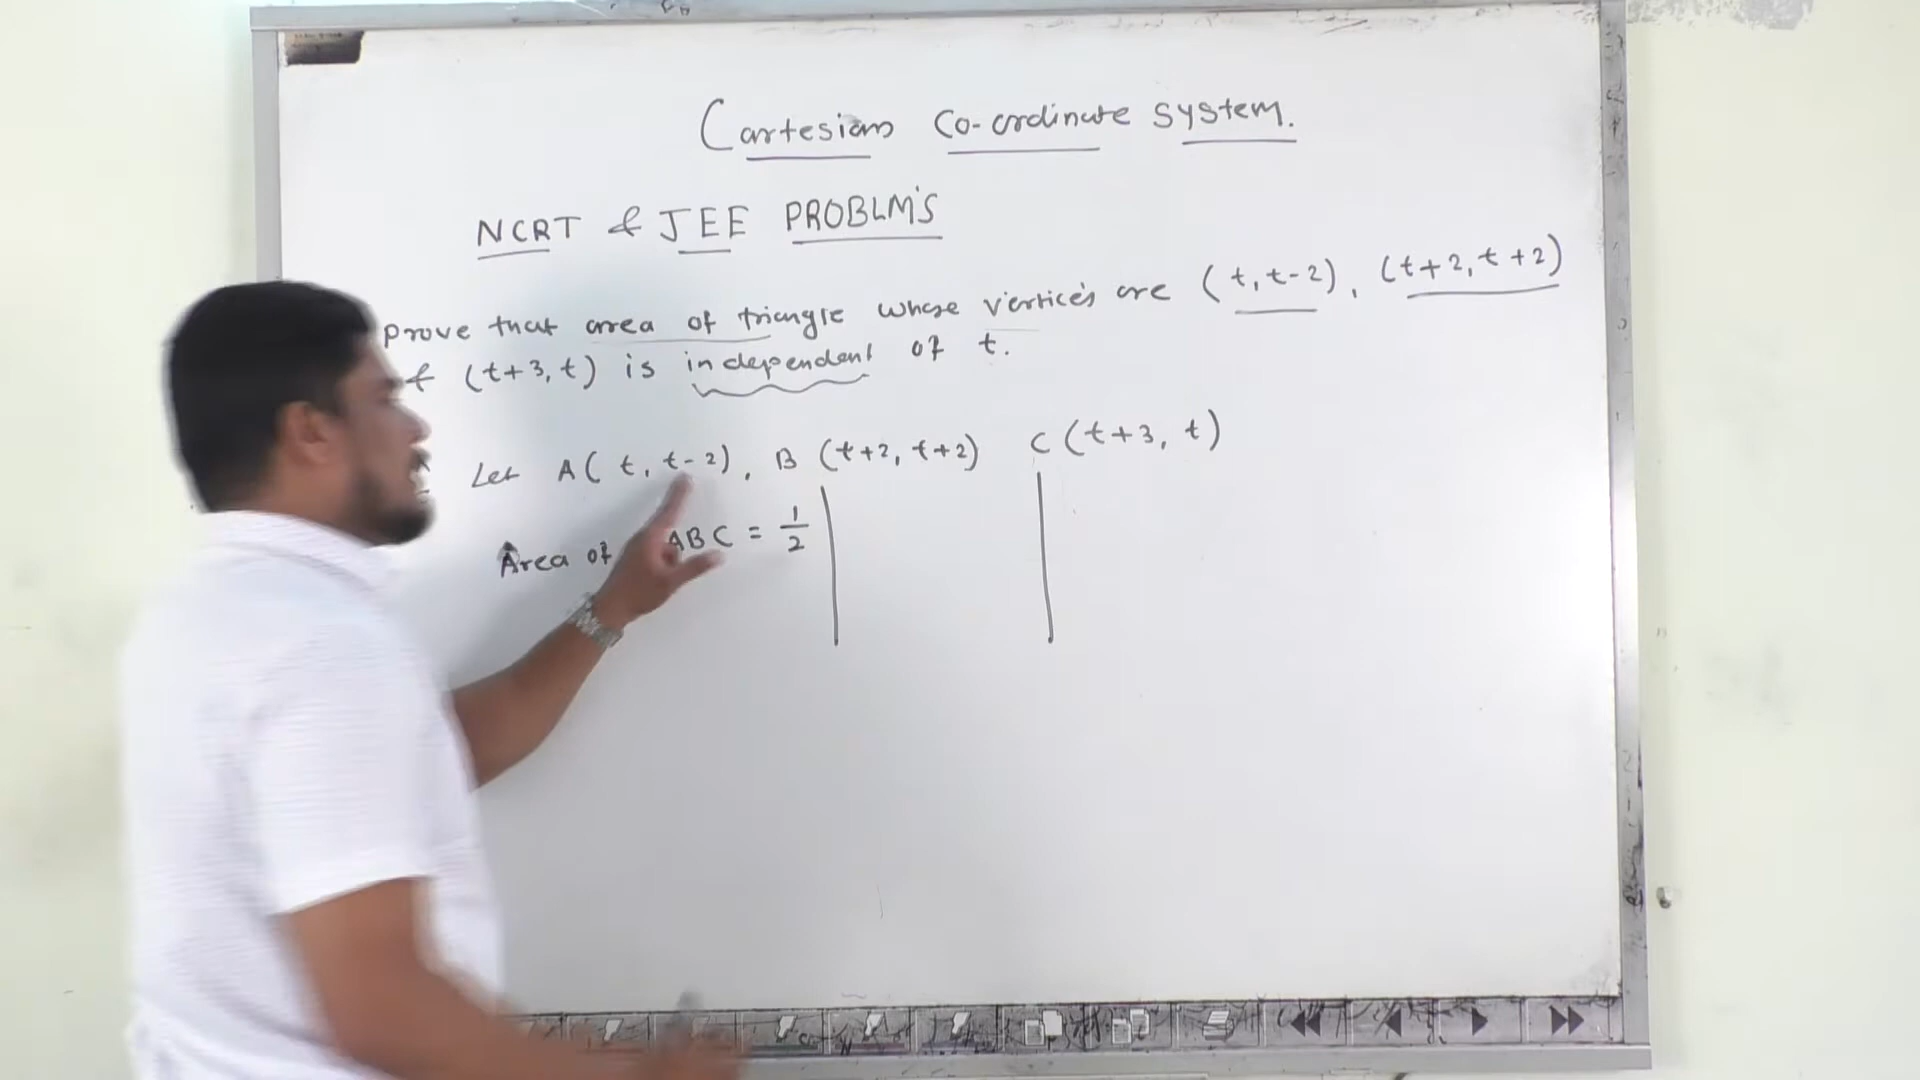 Cartesian Co-ordinate system.
NCRT & JEE PROBLM'S
prove that area of triangle whose vertices are (t, t-2), (t+2, t+2)
& (t+3, t) is independent of t.
Let A( t, t-2), B (t+2, t+2) C (t+3, t)
Area of ABC = 1/2 | |